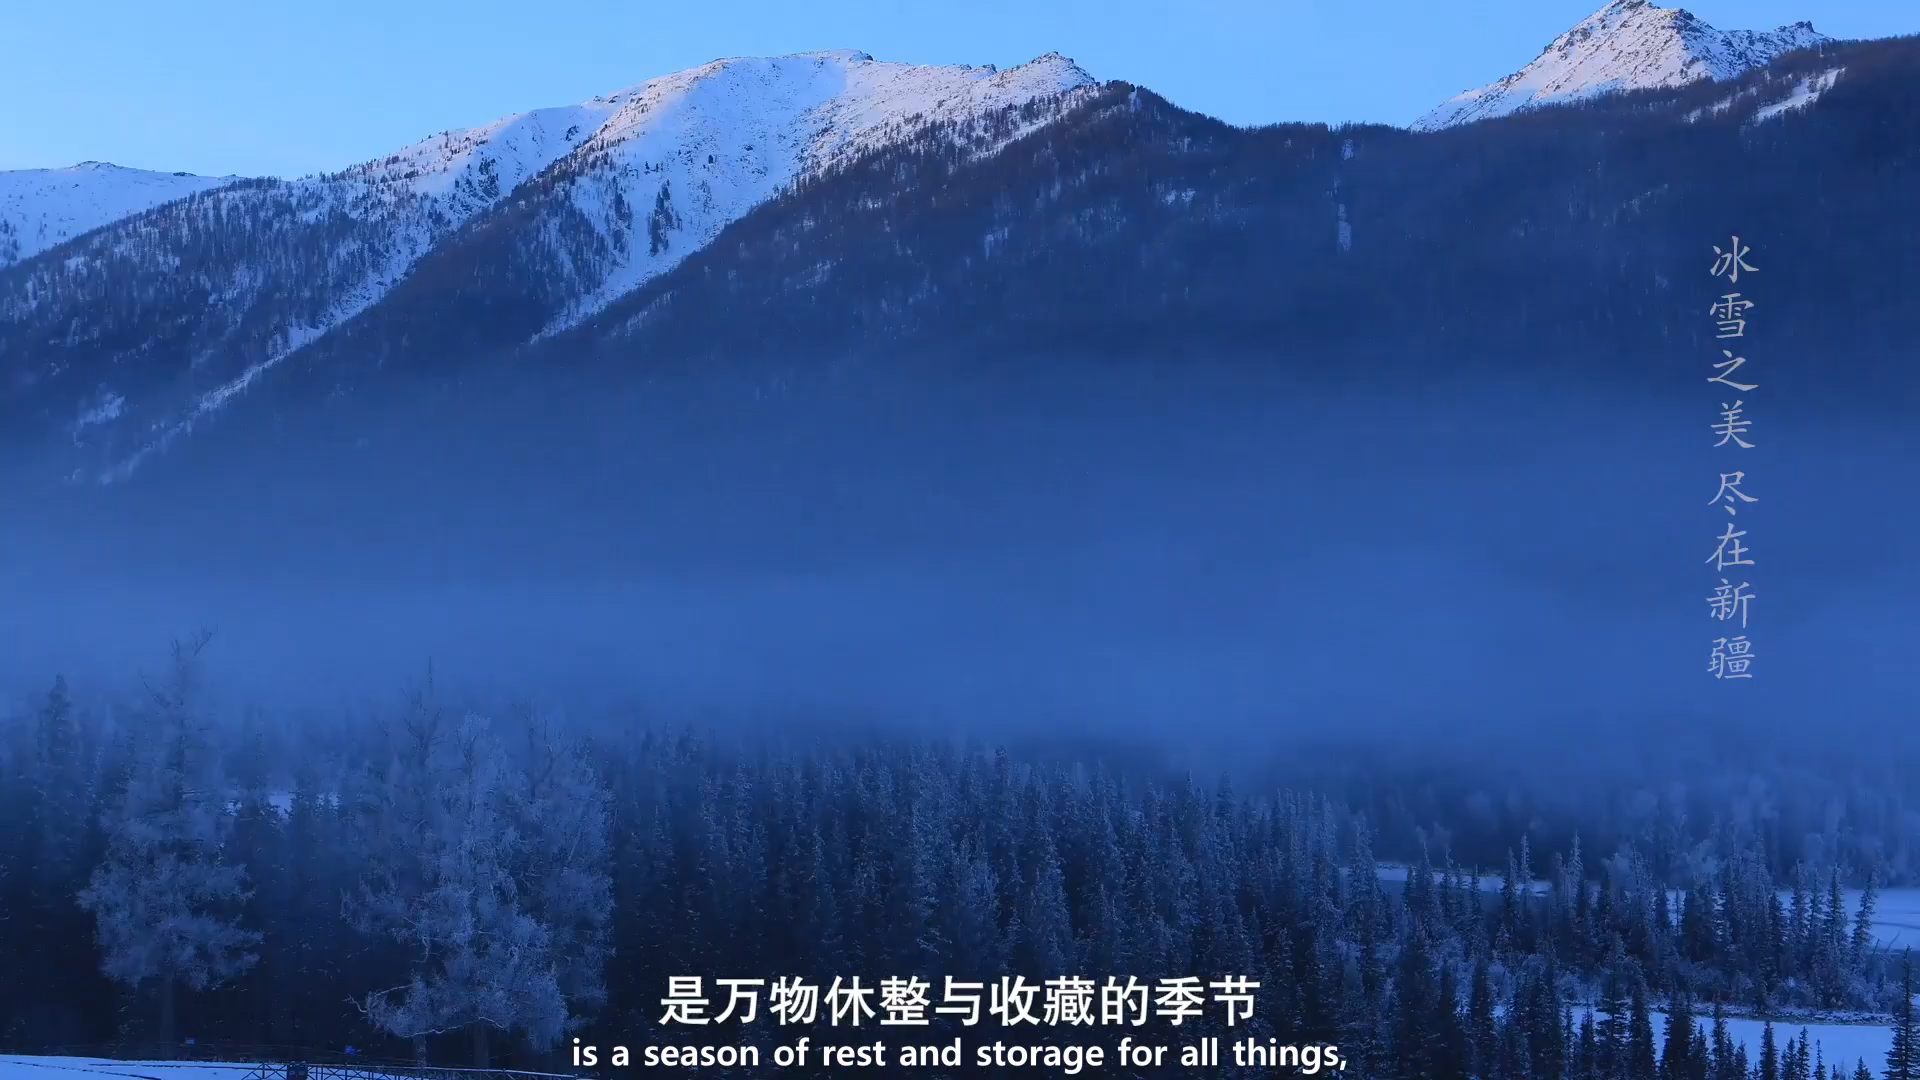 冰雪之美 尽在新疆
是万物休整与收藏的季节
is a season of rest and storage for all things,